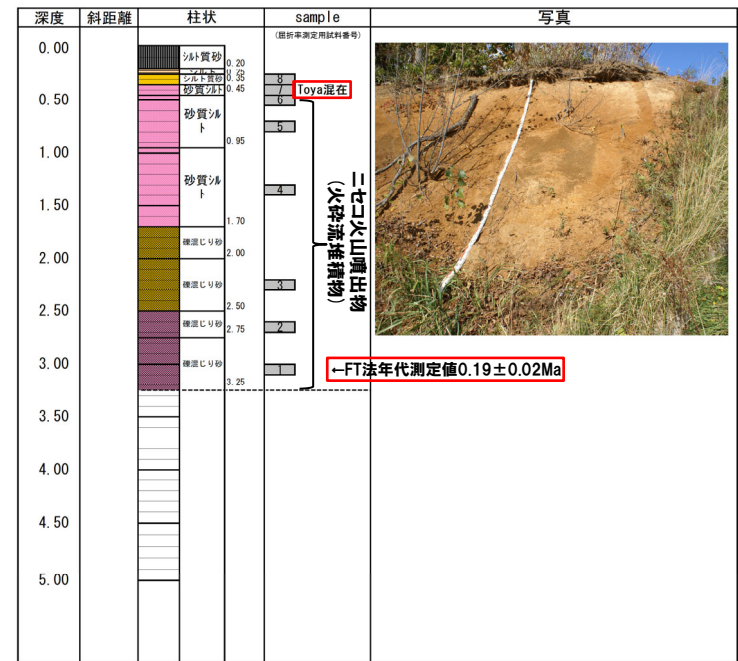 深度 斜距離 柱状 sample 写真
(屈折率測定用試料番号)
0.00
シルト質砂
0.20
シルト
0.25
シルト質砂
0.35
8
砂質シルト
0.45
7
Toya混在
0.50
6
砂質シル
ト
5
0.95
1.00
砂質シル
ト
4
1.50
1.70
礫混じり砂
2.00
2.00
礫混じり砂
3
2.50
2.50
礫混じり砂
2.75
2
ニセコ火山噴出物
(火砕流堆積物)
3.00
礫混じり砂
1
←FT法年代測定値0.19±0.02Ma
3.25
3.50
4.00
4.50
5.00